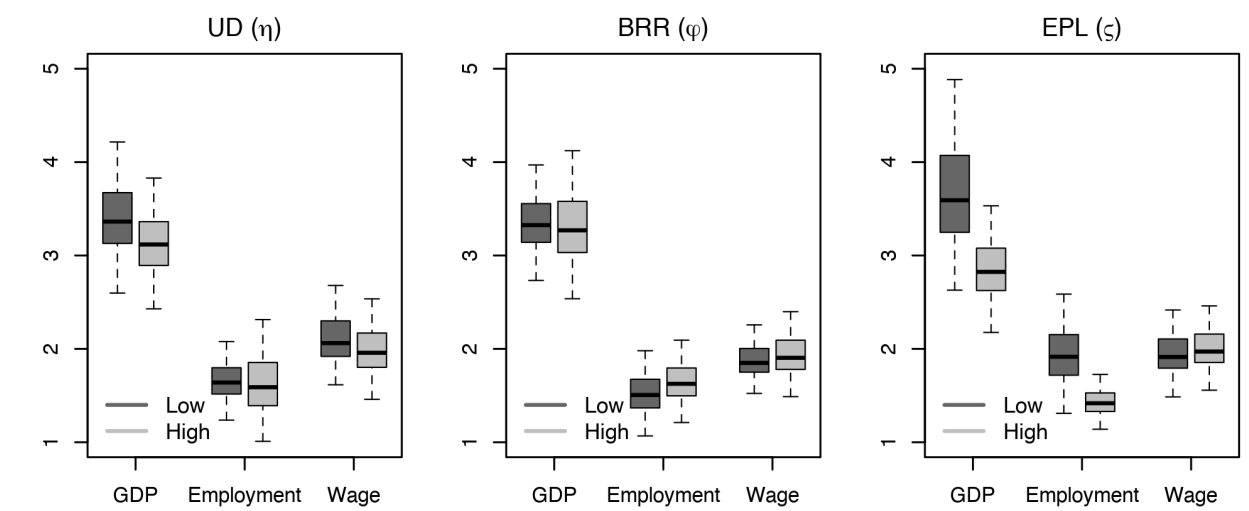 UD (η)
5
4
3
2
1
Low
High
GDP Employment Wage
BRR (φ)
5
4
3
2
1
Low
High
GDP Employment Wage
EPL (ς)
5
4
3
2
1
Low
High
GDP Employment Wage